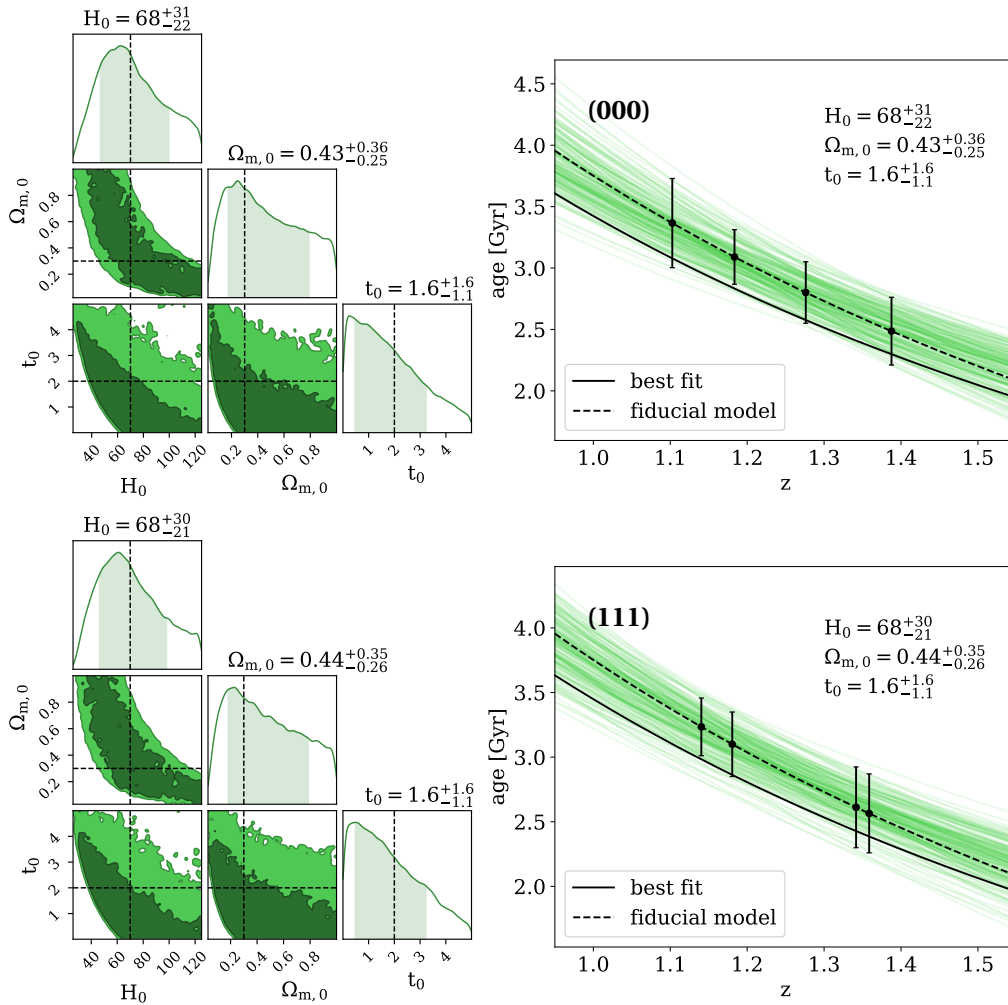 H₀ = 68⁺³¹₋₂₂
Ω_m,0 = 0.43^+0.36_−0.25
t₀ = 1.6^+1.6_−1.1
Ω_m,0
0.8
0.6
0.4
0.2
t₀
4
3
2
1
40 60 80 100 120
H₀
0.2 0.4 0.6 0.8
Ω_m,0
1 2 3 4
t₀
(000)
H₀ = 68⁺³¹₋₂₂
Ω_m,0 = 0.43^+0.36_−0.25
t₀ = 1.6^+1.6_−1.1
age [Gyr]
4.5
4.0
3.5
3.0
2.5
2.0
best fit
fiducial model
1.0 1.1 1.2 1.3 1.4 1.5
z
H₀ = 68⁺³⁰₋₂₁
Ω_m,0 = 0.44^+0.35_−0.26
t₀ = 1.6^+1.6_−1.1
Ω_m,0
0.8
0.6
0.4
0.2
t₀
4
3
2
1
40 60 80 100 120
H₀
0.2 0.4 0.6 0.8
Ω_m,0
1 2 3 4
t₀
(111)
H₀ = 68⁺³⁰₋₂₁
Ω_m,0 = 0.44^+0.35_−0.26
t₀ = 1.6^+1.6_−1.1
age [Gyr]
4.0
3.5
3.0
2.5
2.0
best fit
fiducial model
1.0 1.1 1.2 1.3 1.4 1.5
z